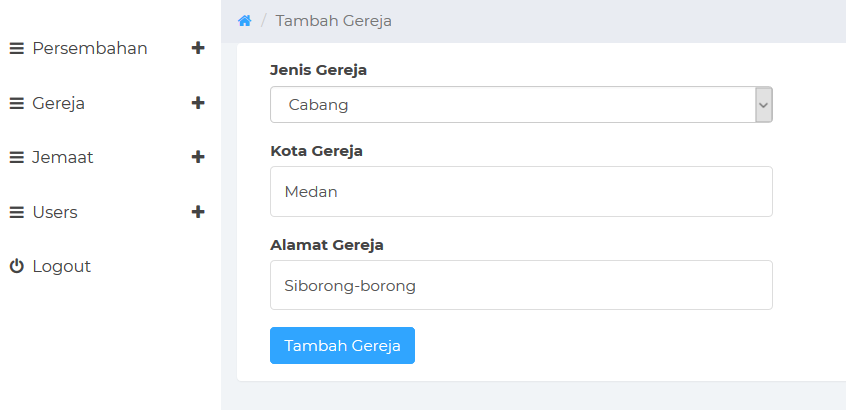 Persembahan
Gereja
Jemaat
Users
Logout
/ Tambah Gereja
Jenis Gereja
Cabang
Kota Gereja
Medan
Alamat Gereja
Siborong-borong
Tambah Gereja